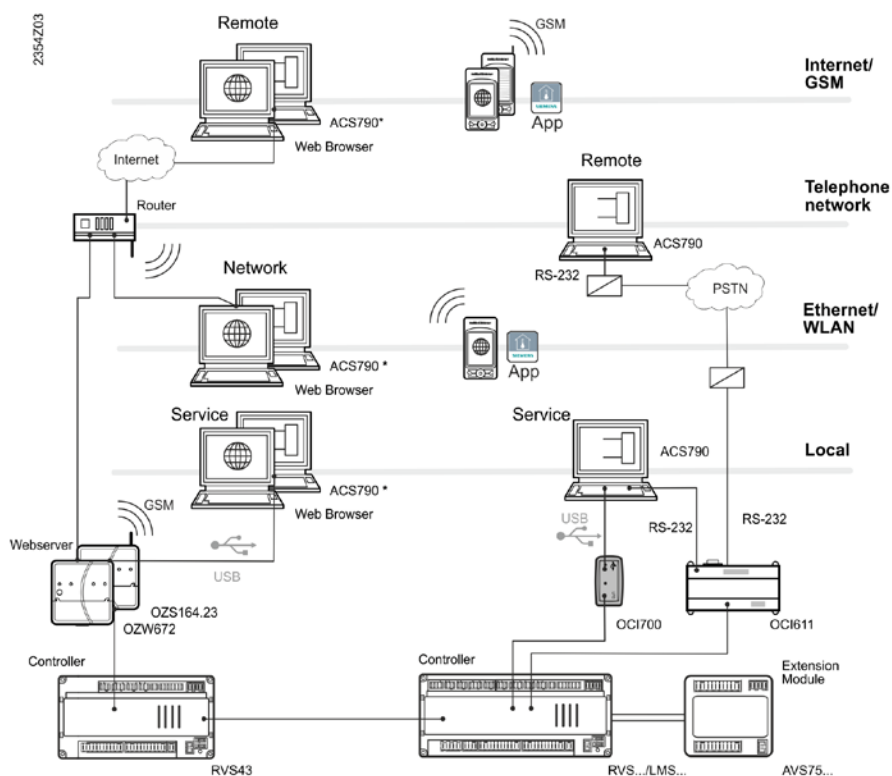 2354Z03
Remote
GSM
Internet/
GSM
ACS790*
Web Browser
SIEMENS
App
Internet
Remote
Router
Telephone
network
ACS790
RS-232
PSTN
Network
Ethernet/
WLAN
ACS790 *
Web Browser
SIEMENS
App
Service
Service
ACS790
Local
ACS790 *
Web Browser
GSM
USB
RS-232
RS-232
Webserver
USB
OZS164.23
OZW672
OCI700
OCI611
Controller
Controller
Extension
Module
RVS43
RVS.../LMS...
AVS75...